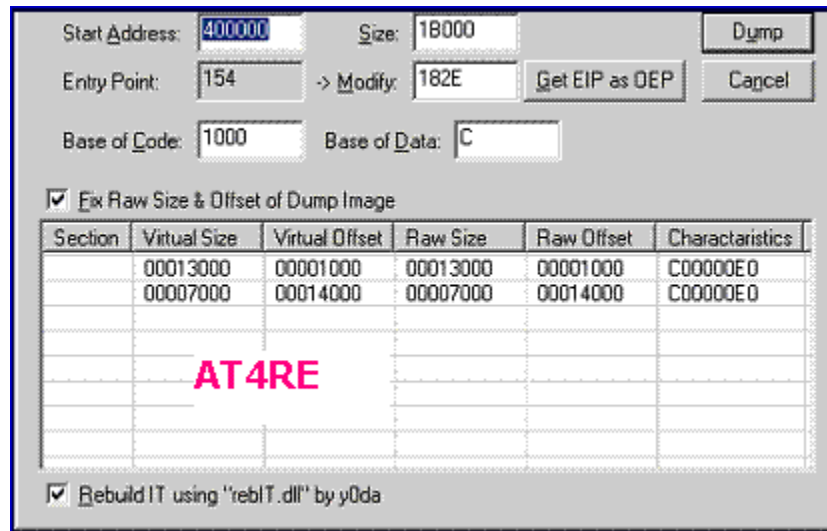 Start Address: 400000 Size: 1B000 Dump
Entry Point: 154 -> Modify: 182E Get EIP as OEP Cancel
Base of Code: 1000 Base of Data: C
Fix Raw Size & Offset of Dump Image
Section Virtual Size Virtual Offset Raw Size Raw Offset Charactaristics
00013000 00001000 00013000 00001000 C00000E0
00007000 00014000 00007000 00014000 C00000E0
AT4RE
Rebuild IT using "rebIT.dll" by y0da